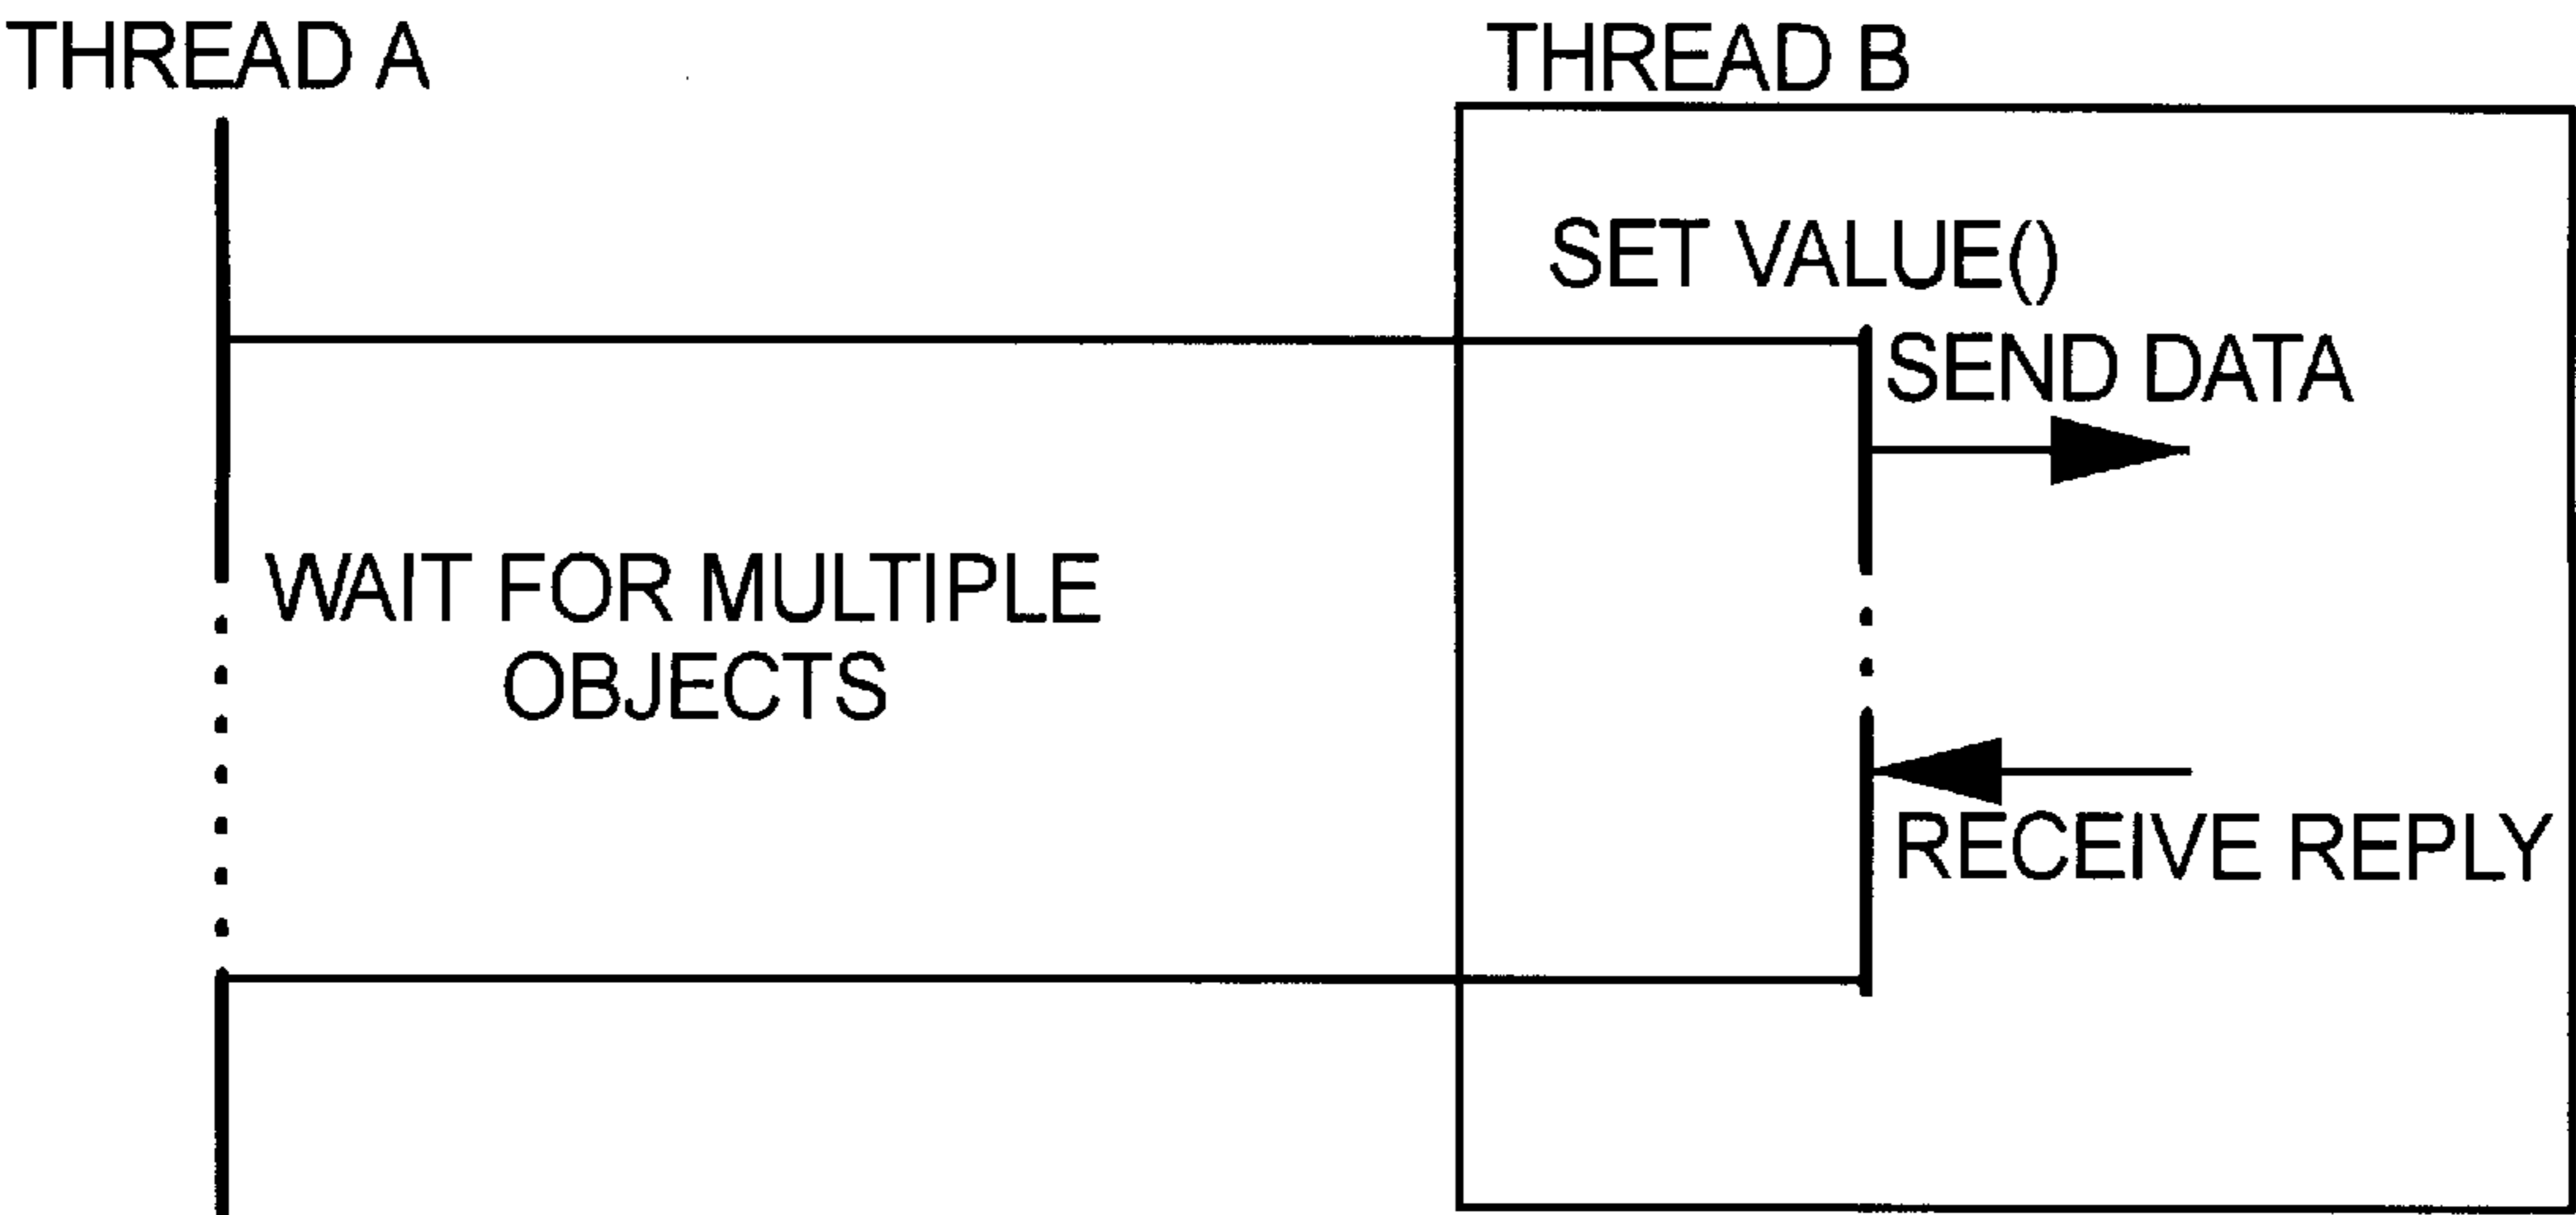 THREAD A
THREAD B
SET VALUE()
SEND DATA
WAIT FOR MULTIPLE
OBJECTS
RECEIVE REPLY